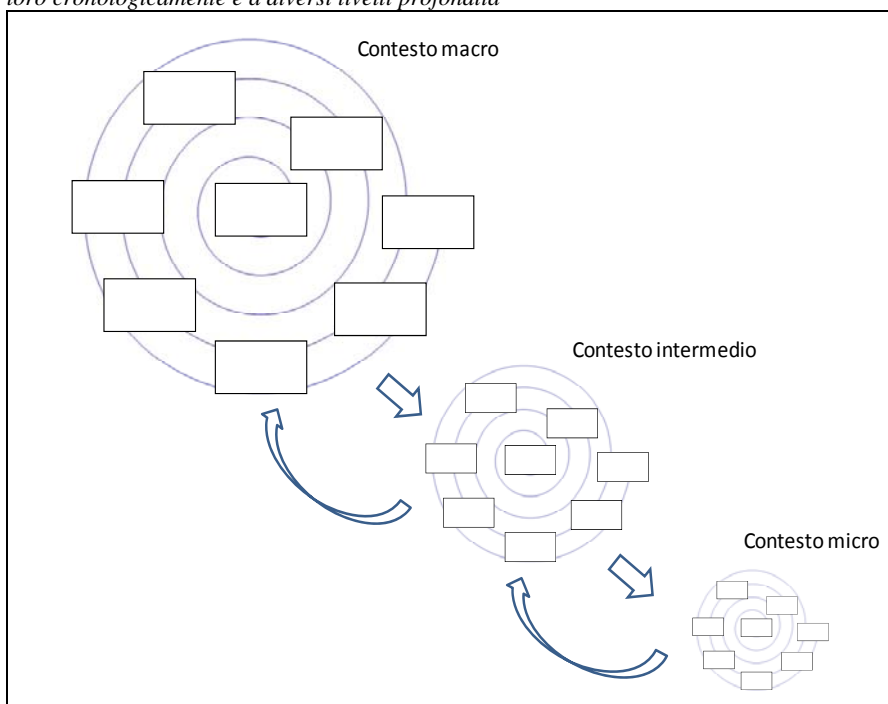 loro cronologicamente e a diversi livelli profondità
Contesto macro
Contesto intermedio
Contesto micro